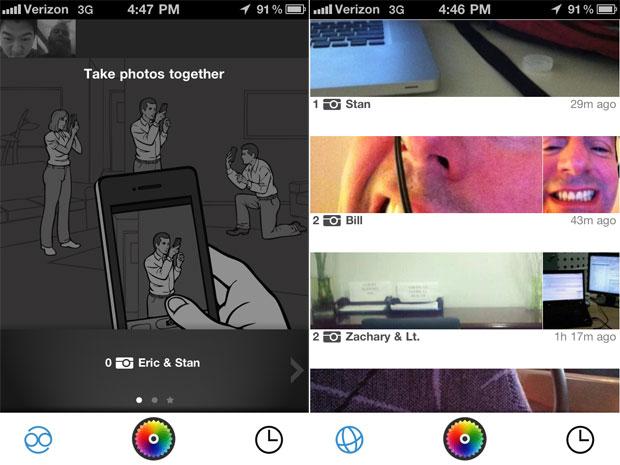 Verizon 3G 4:47 PM 91 %
Take photos together
0 Eric & Stan
Verizon 3G 4:46 PM 91 %
1 Stan 29m ago
2 Bill 43m ago
2 Zachary & Lt. 1h 17m ago